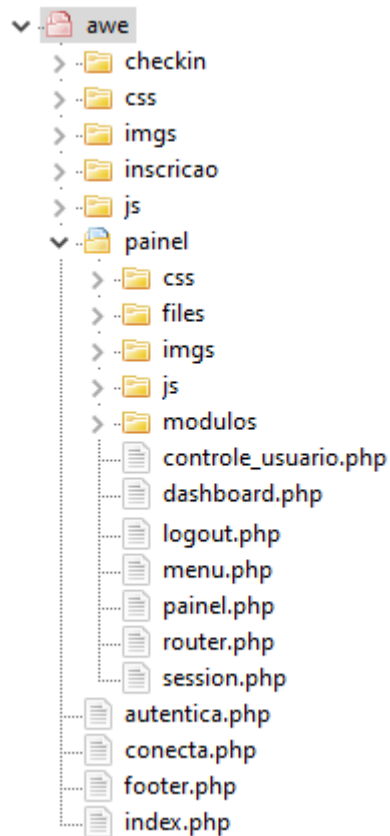 awe
checkin
css
imgs
inscricao
js
painel
css
files
imgs
js
modulos
controle_usuario.php
dashboard.php
logout.php
menu.php
painel.php
router.php
session.php
autentica.php
conecta.php
footer.php
index.php